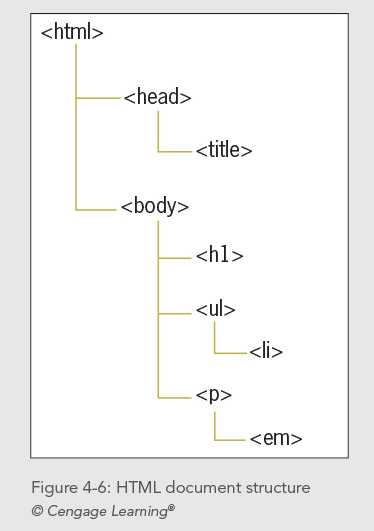 <html>
<head>
<title>
<body>
<h1>
<ul>
<li>
<p>
<em>
Figure 4-6: HTML document structure
© Cengage Learning®